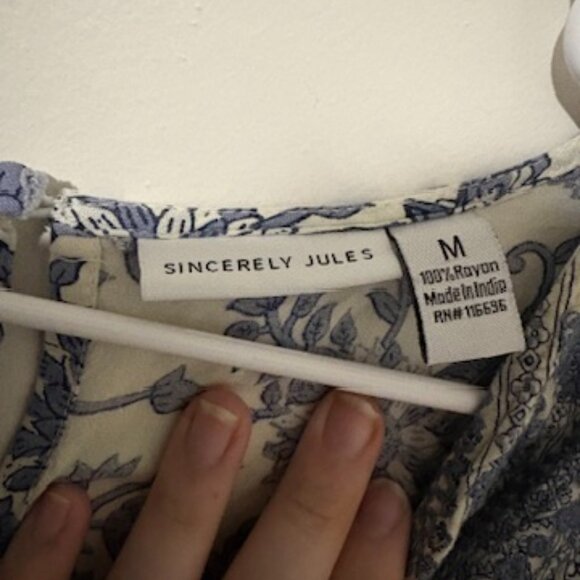 SINCERELY JULES
M
100% Rayon
Made In India
RN# 116696